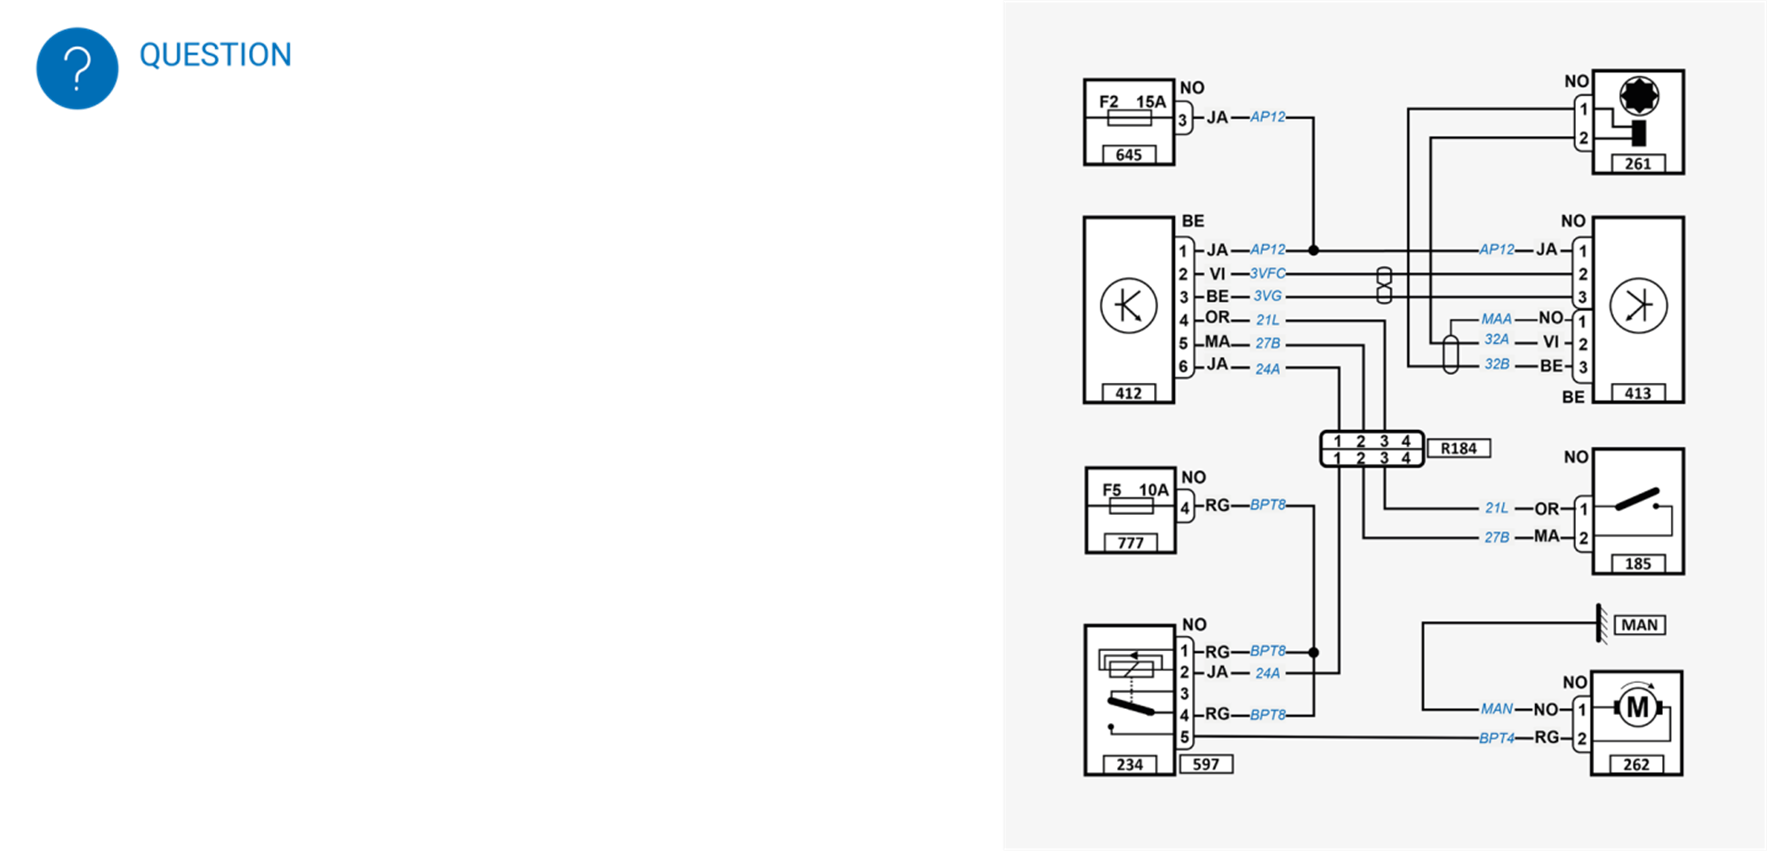 ?
QUESTION
F2 15A
645
NO
3 JA AP12
NO
1
2
261
BE
1 JA AP12
2 VI 3VFC
3 BE 3VG
4 OR 21L
5 MA 27B
6 JA 24A
412
NO
AP12 JA 1
2
3
MAA NO 1
32A VI 2
32B BE 3
BE
413
1 2 3 4
1 2 3 4
R184
F5 10A
777
NO
4 RG BPT8
NO
21L OR 1
27B MA 2
185
NO
1 RG BPT8
2 JA 24A
3
4 RG BPT8
5
234
597
MAN
NO
MAN NO 1
BPT4 RG 2
M
262